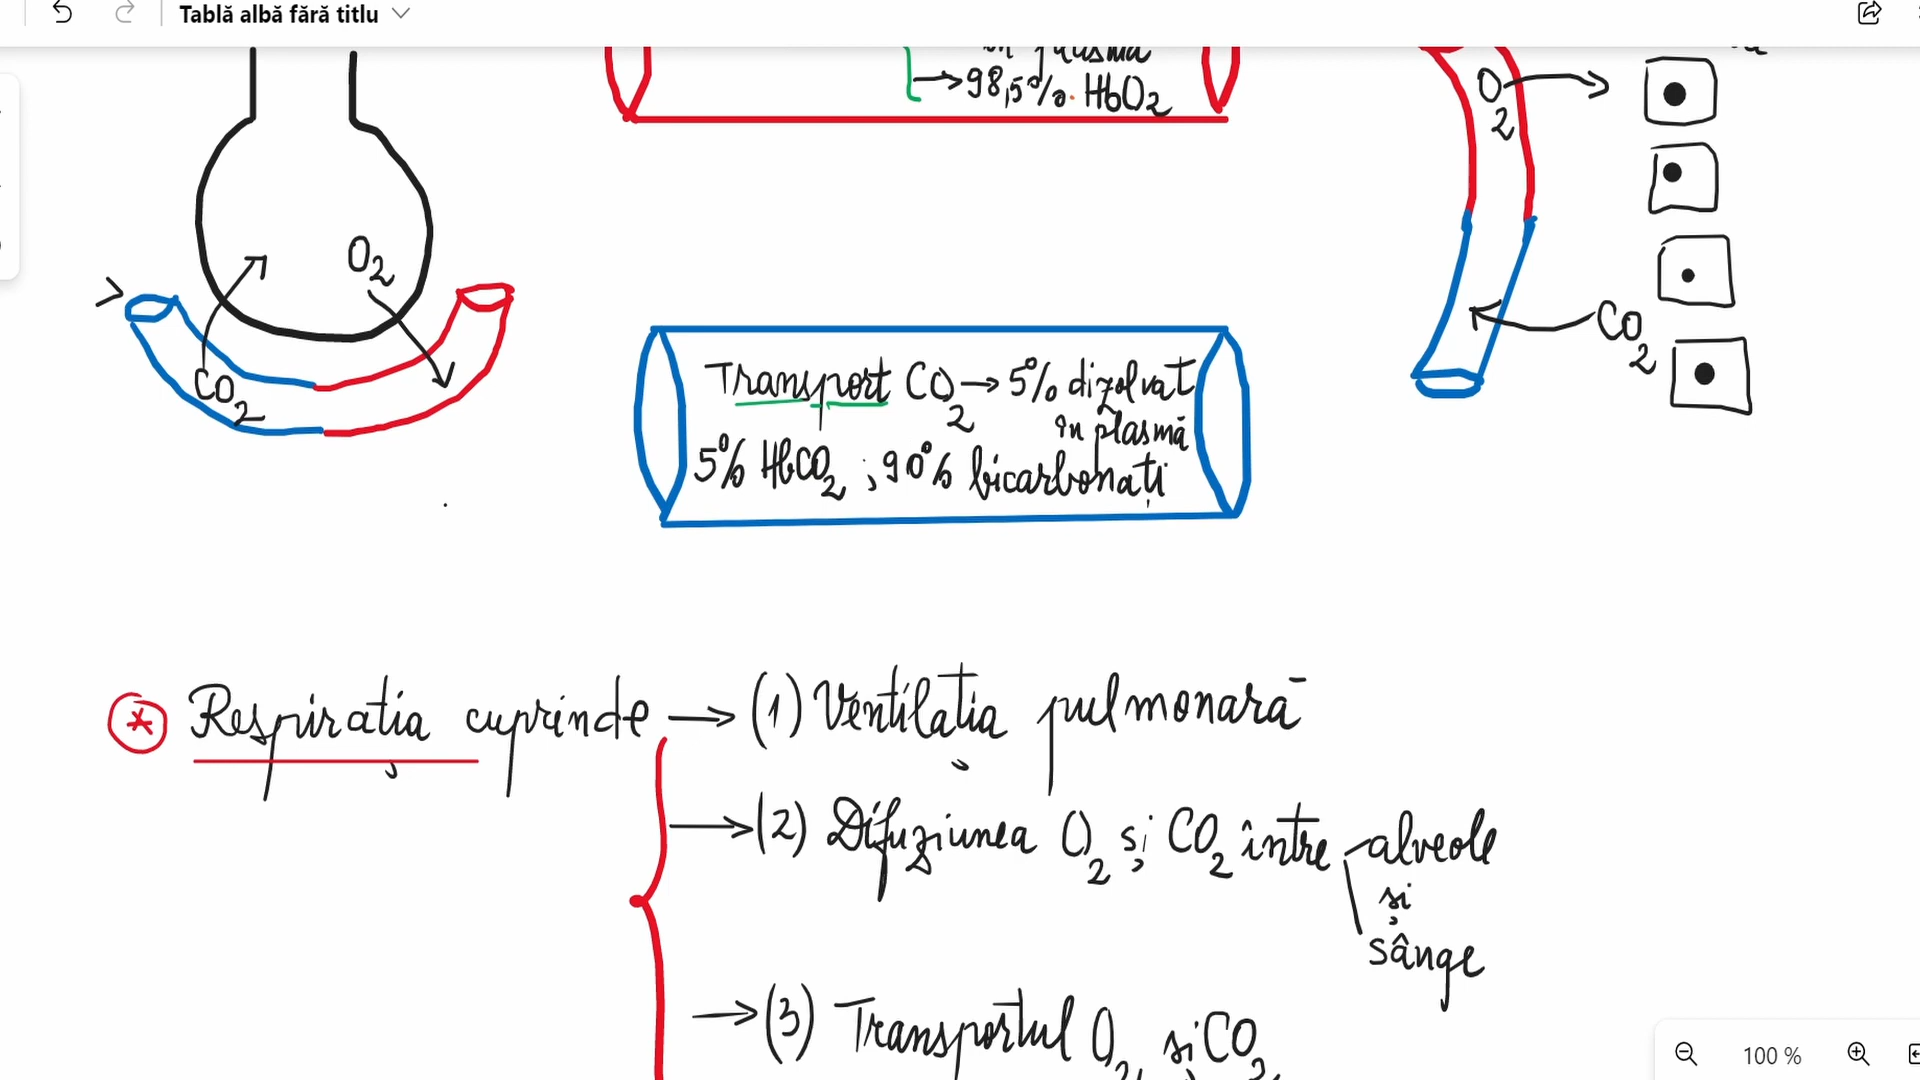 Tablă albă fără titlu
în plasmă
→98,5% HbO2
O2
O2
CO2
CO2
Transport CO2→5% dizolvat
în plasmă
5% HbCO2 ; 90% bicarbonați
* Respirația cuprinde → (1) Ventilația pulmonară
→(2) Difuziunea O2 și CO2 între alveole
și
sânge
→(3) Transportul O2 și CO2
100 %